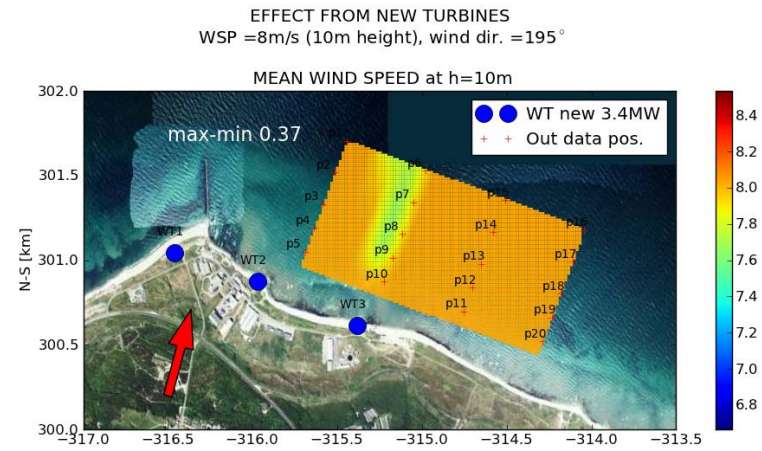 EFFECT FROM NEW TURBINES
WSP =8m/s (10m height), wind dir. =195°
MEAN WIND SPEED at h=10m
302.0
301.5
301.0
300.5
300.0
N-S [km]
−317.0
−316.5
−316.0
−315.5
−315.0
−314.5
−314.0
−313.5
max-min 0.37
WT new 3.4MW
Out data pos.
WT1
WT2
WT3
p2
p3
p4
p5
p6
p7
p8
p9
p10
p11
p12
p13
p14
p15
p16
p17
p18
p19
p20
8.4
8.2
8.0
7.8
7.6
7.4
7.2
7.0
6.8